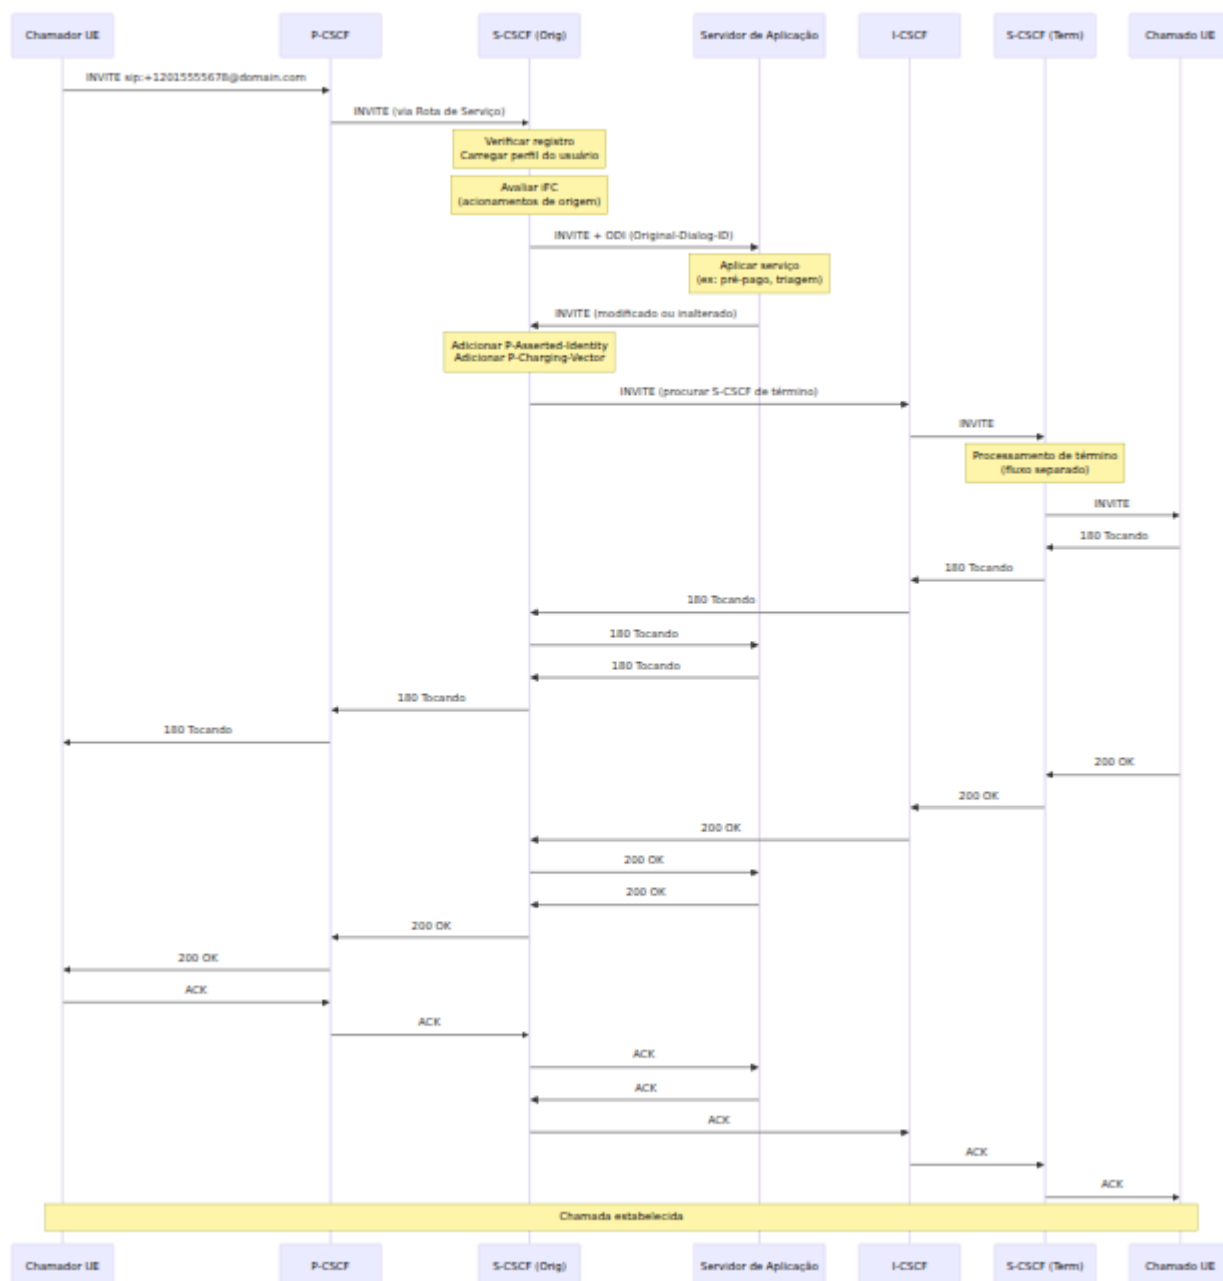 Chamador UE
P-CSCF
S-CSCF (Orig)
Servidor de Aplicação
I-CSCF
S-CSCF (Term)
Chamado UE
INVITE sip:+12015555678@domain.com
INVITE (via Rota de Serviço)
Verificar registro
Carregar perfil do usuário
Avaliar iFC
(acionamentos de origem)
INVITE + ODI (Original-Dialog-ID)
Aplicar serviço
(ex: pré-pago, triagem)
INVITE (modificado ou inalterado)
Adicionar P-Asserted-Identity
Adicionar P-Charging-Vector
INVITE (procurar S-CSCF de término)
INVITE
Processamento de término
(fluxo separado)
INVITE
180 Tocando
180 Tocando
180 Tocando
180 Tocando
180 Tocando
180 Tocando
180 Tocando
200 OK
200 OK
200 OK
200 OK
200 OK
200 OK
200 OK
ACK
ACK
ACK
ACK
ACK
ACK
ACK
Chamada estabelecida
Chamador UE
P-CSCF
S-CSCF (Orig)
Servidor de Aplicação
I-CSCF
S-CSCF (Term)
Chamado UE